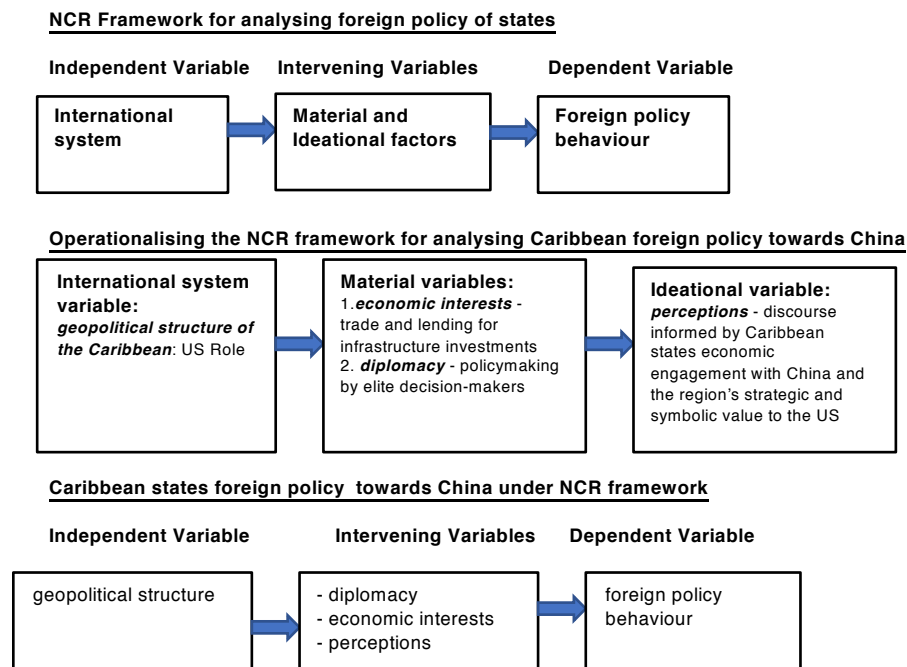 NCR Framework for analysing foreign policy of states
Independent Variable
Intervening Variables
Dependent Variable
International
system
Material and
Ideational factors
Foreign policy
behaviour
Operationalising the NCR framework for analysing Caribbean foreign policy towards China
International system
variable:
geopolitical structure of
the Caribbean: US Role
Material variables:
1.economic interests -
trade and lending for
infrastructure investments
2. diplomacy - policymaking
by elite decision-makers
Ideational variable:
perceptions - discourse
informed by Caribbean
states economic
engagement with China and
the region's strategic and
symbolic value to the US
Caribbean states foreign policy towards China under NCR framework
Independent Variable
Intervening Variables
Dependent Variable
geopolitical structure
- diplomacy
- economic interests
- perceptions
foreign policy
behaviour